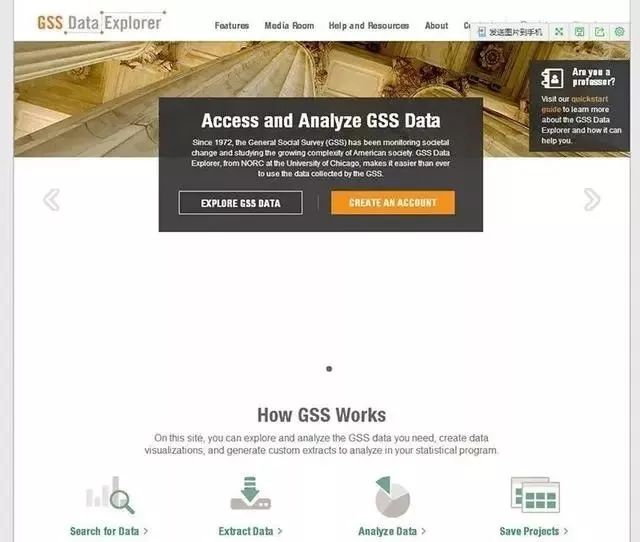 GSS Data Explorer
Features Media Room Help and Resources About
发送图片到手机
Are you a
professor?
Visit our quickstart
guide to learn more
about the GSS Data
Explorer and how it can
help you.
Access and Analyze GSS Data
Since 1972, the General Social Survey (GSS) has been monitoring societal
change and studying the growing complexity of American society. GSS Data
Explorer, from NORC at the University of Chicago, makes it easier than ever
to use the data collected by the GSS.
EXPLORE GSS DATA
CREATE AN ACCOUNT
How GSS Works
On this site, you can explore and analyze the GSS data you need, create data
visualizations, and generate custom extracts to analyze in your statistical program.
Search for Data > Extract Data > Analyze Data > Save Projects >